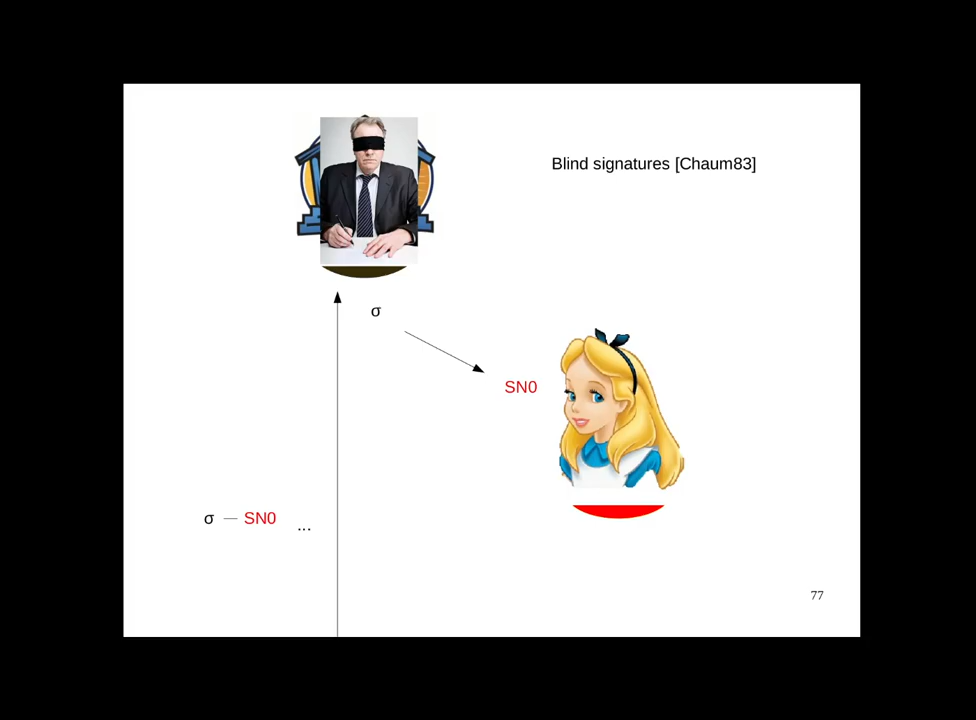 Blind signatures [Chaum83]
σ
SN0
σ — SN0 ...
77